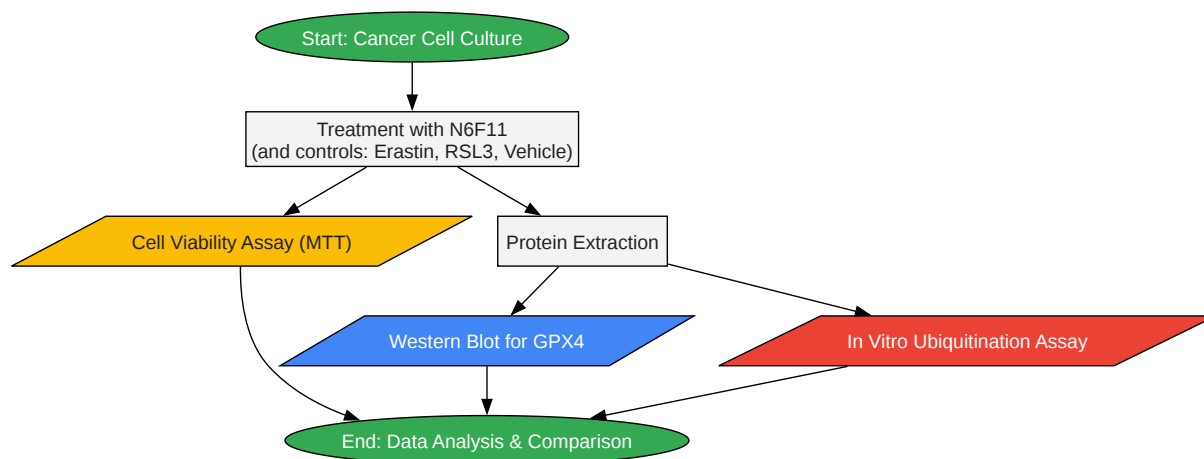 Start: Cancer Cell Culture
Treatment with N6F11
(and controls: Erastin, RSL3, Vehicle)
Cell Viability Assay (MTT)
Protein Extraction
Western Blot for GPX4
In Vitro Ubiquitination Assay
End: Data Analysis & Comparison